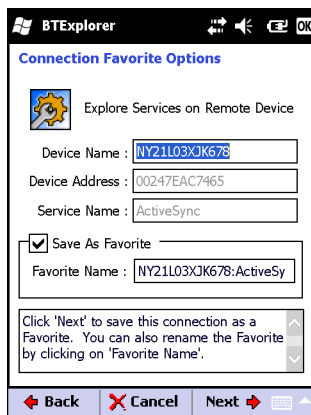 BTExplorer
OK
Connection Favorite Options
Explore Services on Remote Device
Device Name : NY21L03XJK678
Device Address : 00247EAC7465
Service Name : ActiveSync
Save As Favorite
Favorite Name : NY21L03XJK678:ActiveSy
Click 'Next' to save this connection as a
Favorite. You can also rename the Favorite
by clicking on 'Favorite Name'.
Back Cancel Next